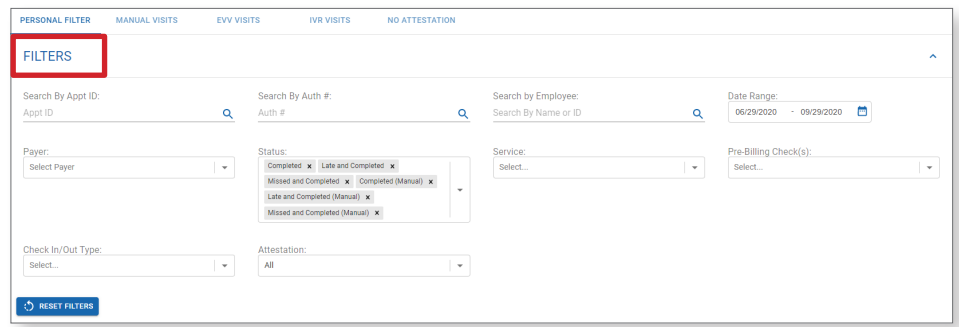 PERSONAL FILTER MANUAL VISITS EVV VISITS IVR VISITS NO ATTESTATION
FILTERS
Search By Appt ID: Search By Auth #: Search by Employee: Date Range:
Appt ID Auth # Search By Name or ID 06/29/2020 - 09/29/2020
Payer: Status: Service: Pre-Billing Check(s):
Select Payer Completed x Late and Completed x Select... Select...
Missed and Completed x Completed (Manual) x
Late and Completed (Manual) x
Missed and Completed (Manual) x
Check In/Out Type: Attestation:
Select... All
RESET FILTERS